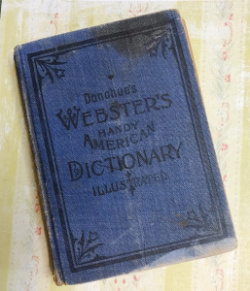 Donohue's
WEBSTER'S
HANDY
AMERICAN
DICTIONARY
ILLUSTRATED